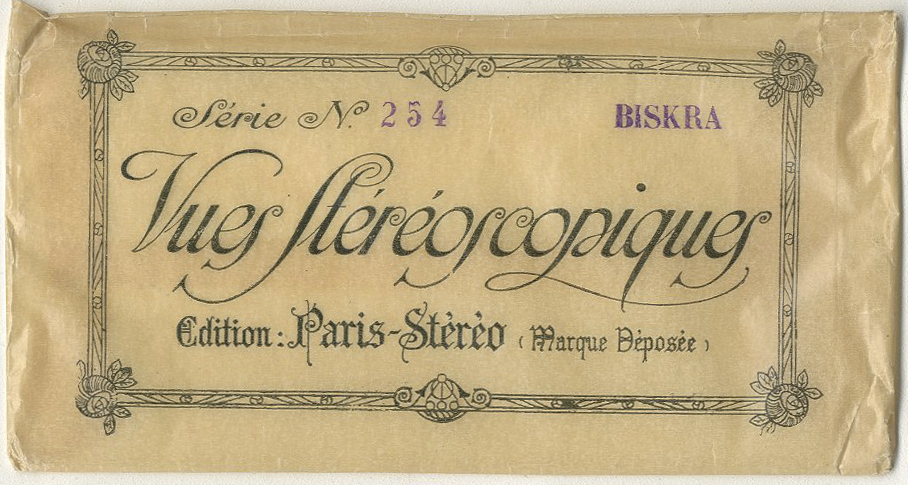 Série N° 254 BISKRA
Vues Stéréoscopiques
Edition: Paris-Stéréo (Marque Déposée)